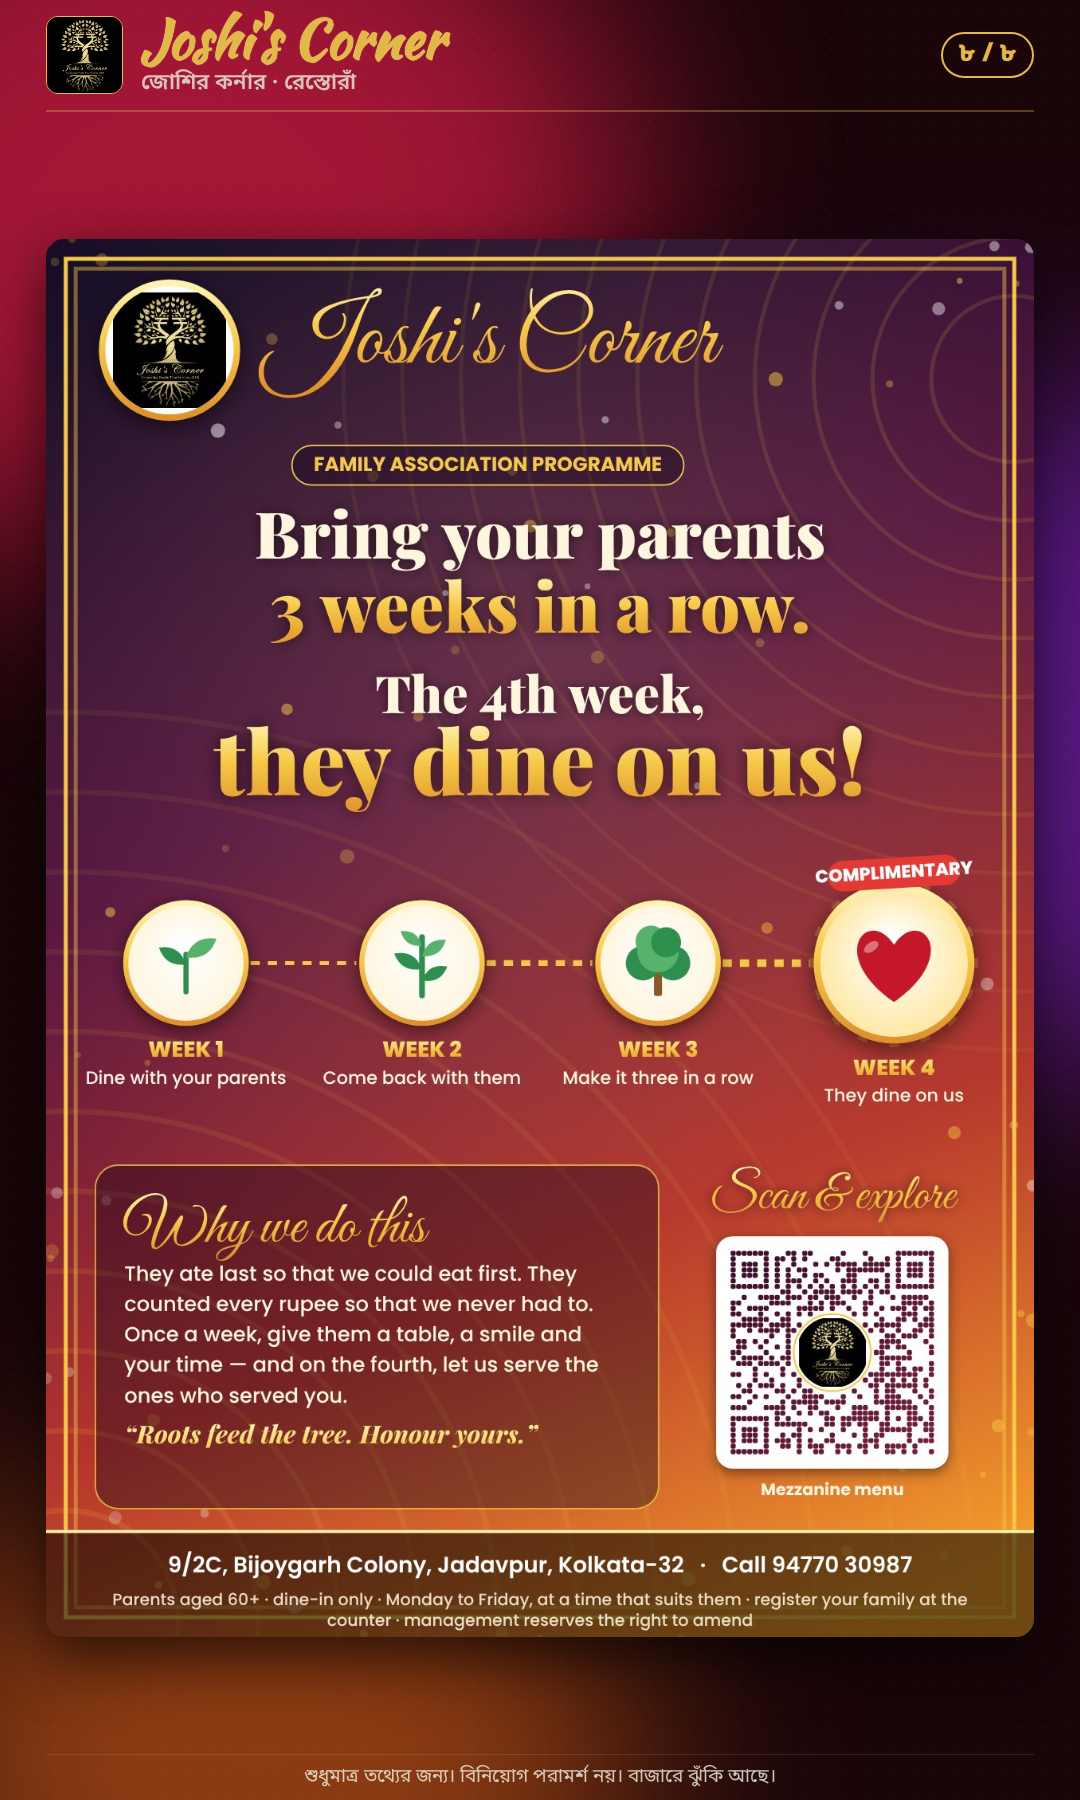 Joshi's Corner
জোশির কর্নার · রেস্তোরাঁ
৮ / ৮
Joshi's Corner
Joshi's Corner
Joshi's Corner
FAMILY ASSOCIATION PROGRAMME
Bring your parents
3 weeks in a row.
The 4th week,
they dine on us!
COMPLIMENTARY
WEEK 1
Dine with your parents
WEEK 2
Come back with them
WEEK 3
Make it three in a row
WEEK 4
They dine on us
Why we do this
They ate last so that we could eat first. They
counted every rupee so that we never had to.
Once a week, give them a table, a smile and
your time — and on the fourth, let us serve the
ones who served you.
“Roots feed the tree. Honour yours.”
Scan & explore
Joshi's Corner
Mezzanine menu
9/2C, Bijoygarh Colony, Jadavpur, Kolkata-32 · Call 94770 30987
Parents aged 60+ · dine-in only · Monday to Friday, at a time that suits them · register your family at the
counter · management reserves the right to amend
শুধুমাত্র তথ্যের জন্য। বিনিয়োগ পরামর্শ নয়। বাজারে ঝুঁকি আছে।